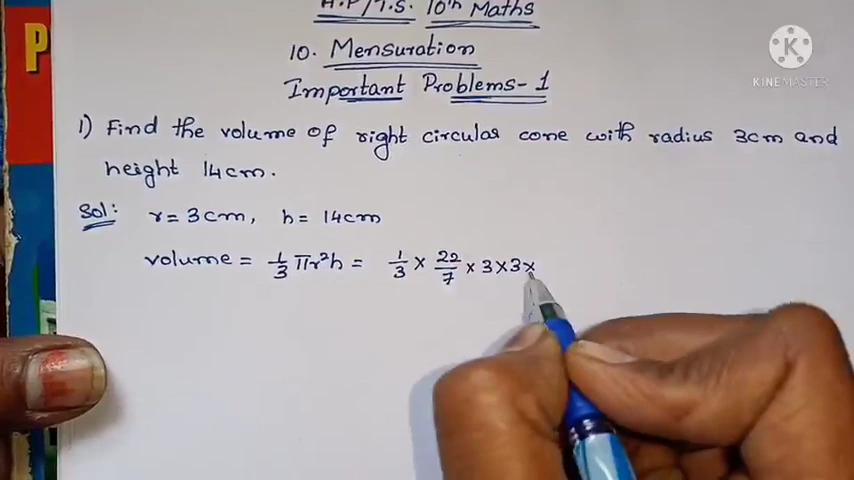 A.P/T.S. 10th Maths
10. Mensuration
Important Problems-1
1) Find the volume of right circular cone with radius 3cm and
height 14cm.
Sol: r = 3cm, h = 14cm
volume = 1/3 πr²h = 1/3 × 22/7 × 3×3×
P
K
KINEMASTER